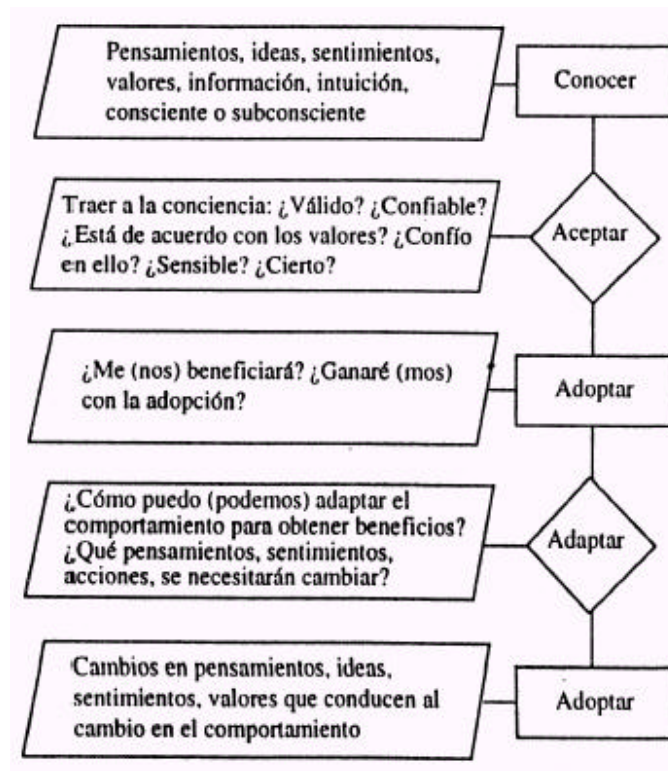 Pensamientos, ideas, sentimientos,
valores, información, intuición,
consciente o subconsciente
Conocer
Traer a la conciencia: ¿Válido? ¿Confiable?
¿Está de acuerdo con los valores? ¿Confío
en ello? ¿Sensible? ¿Cierto?
Aceptar
¿Me (nos) beneficiará? ¿Ganaré (mos)
con la adopción?
Adoptar
¿Cómo puedo (podemos) adaptar el
comportamiento para obtener beneficios?
¿Qué pensamientos, sentimientos,
acciones, se necesitarán cambiar?
Adaptar
Cambios en pensamientos, ideas,
sentimientos, valores que conducen al
cambio en el comportamiento
Adoptar